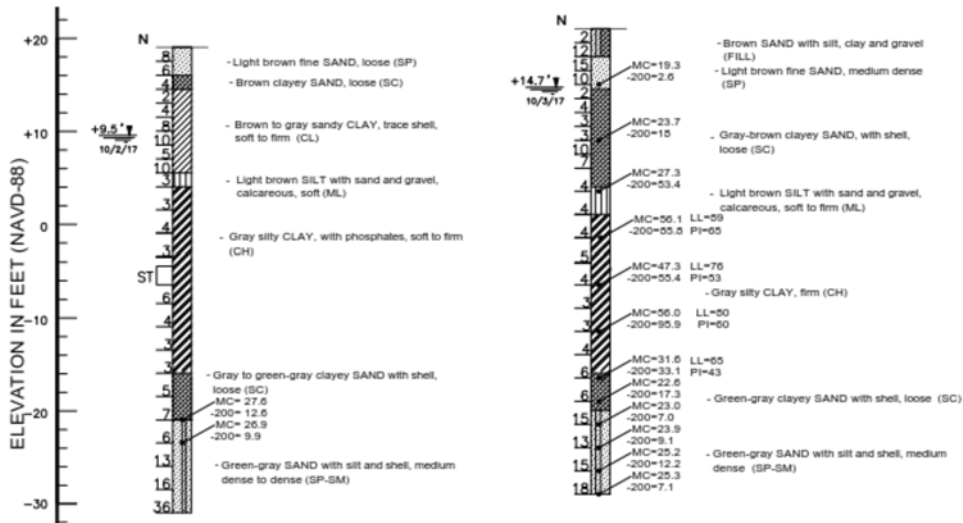 ELEVATION IN FEET (NAVD-88)
+20
+10
0
-10
-20
-30
N
8
6
4
2
4
8
10
5
10
3
3
4
3
ST
6
4
3
3
5
7
6
13
16
36
+9.5'
10/2/17
- Light brown fine SAND, loose (SP)
- Brown clayey SAND, loose (SC)
- Brown to gray sandy CLAY, trace shell,
soft to firm (CL)
- Light brown SILT with sand and gravel,
calcareous, soft (ML)
- Gray silty CLAY, with phosphates, soft to firm
(CH)
- Gray to green-gray clayey SAND with shell,
loose (SC)
MC= 27.6
-200= 12.6
MC= 26.9
-200= 9.9
- Green-gray SAND with silt and shell, medium
dense to dense (SP-SM)
N
2
12
15
10
2
4
3
3
10
7
4
4
4
5
4
3
3
4
6
6
15
13
15
18
+14.7'
10/3/17
MC=19.3
-200=2.6
MC=23.7
-200=18
MC=27.3
-200=53.4
MC=56.1 LL=89
-200=85.8 PI=65
MC=47.3 LL=76
-200=55.4 PI=53
MC=56.0 LL=80
-200=95.9 PI=60
MC=31.6 LL=65
-200=33.1 PI=43
MC=22.6
-200=17.3
MC=23.0
-200=7.0
MC=23.9
-200=9.1
MC=25.2
-200=12.2
MC=25.3
-200=7.1
- Brown SAND with silt, clay and gravel
(FILL)
- Light brown fine SAND, medium dense
(SP)
- Gray-brown clayey SAND, with shell,
loose (SC)
- Light brown SILT with sand and gravel,
calcareous, soft to firm (ML)
- Gray silty CLAY, firm (CH)
- Green-gray clayey SAND with shell, loose (SC)
- Green-gray SAND with silt and shell, medium
dense (SP-SM)